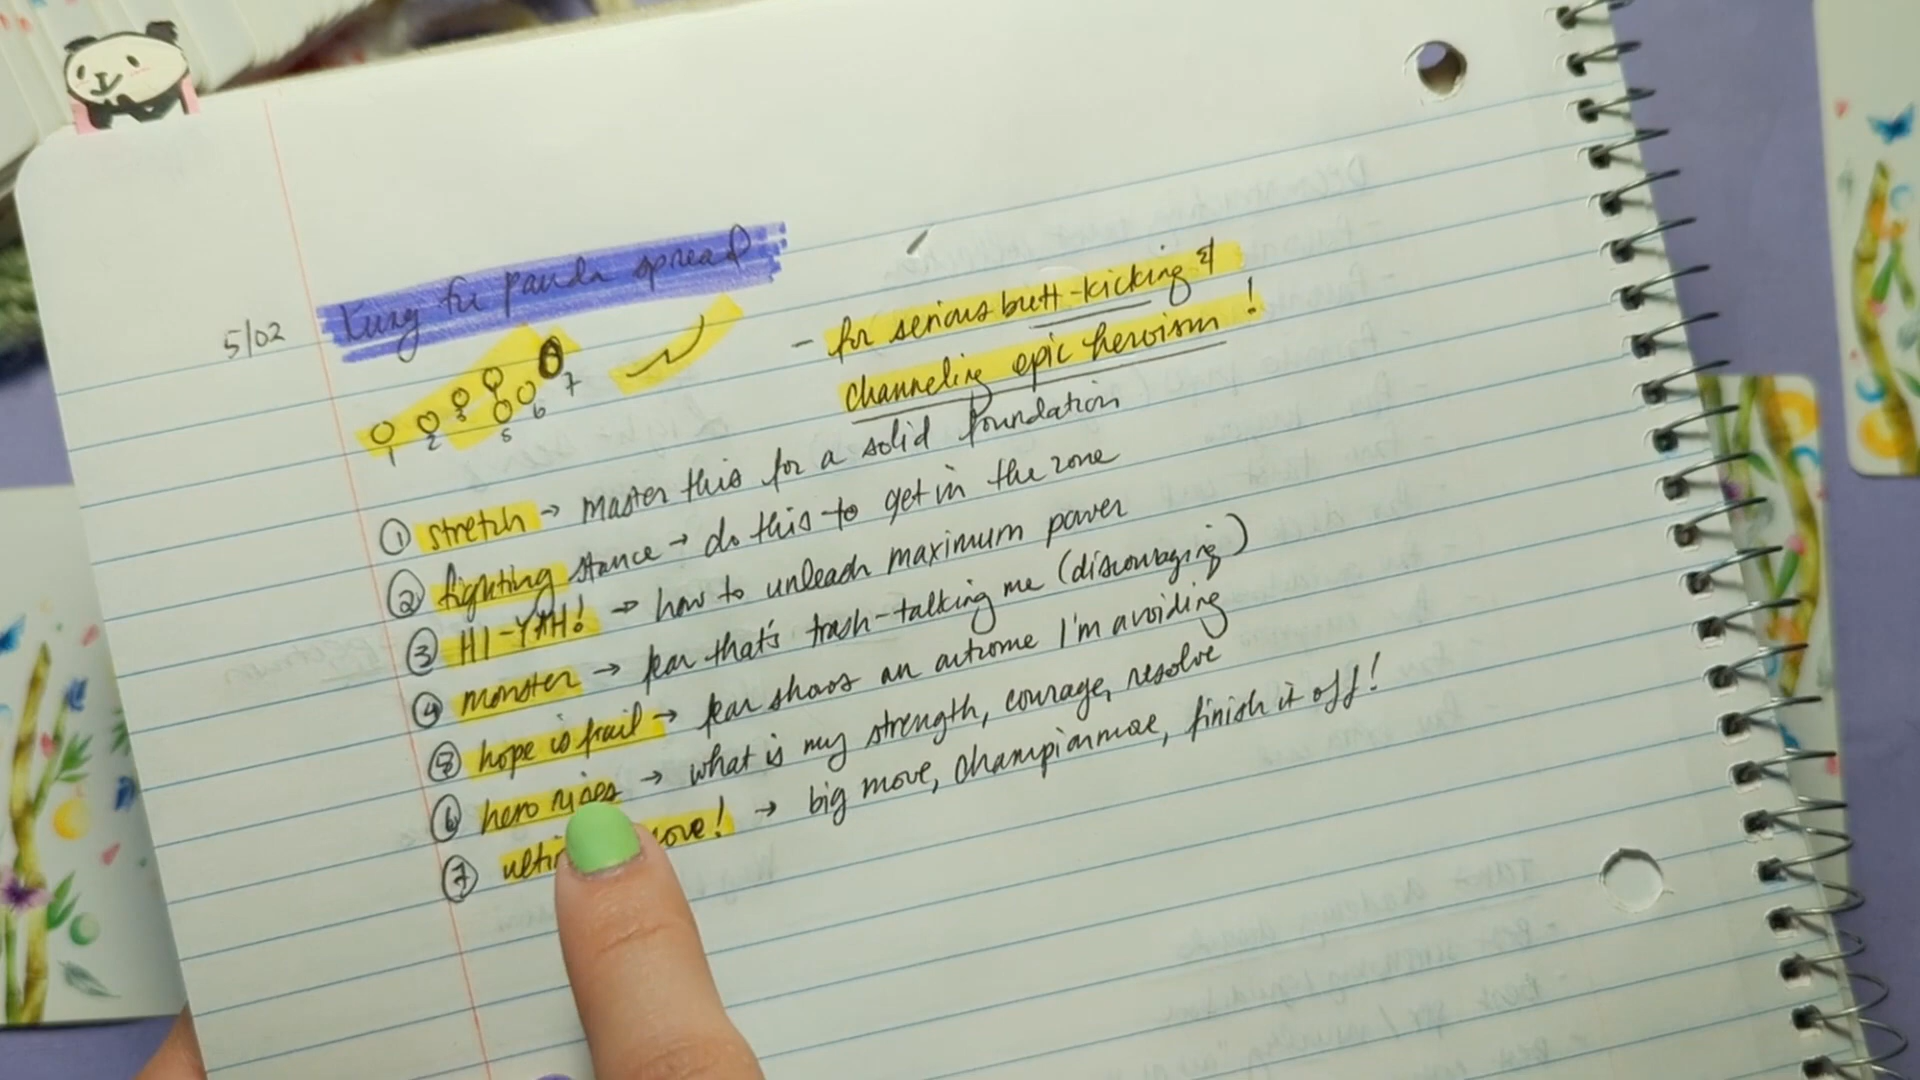 Kung fu panda spread
5/02
- for serious butt-kicking &
channeling epic heroism!
1 2 3 5 6 7
① stretch → master this for a solid foundation
② fighting stance → do this to get in the zone
③ HI-YAH! → how to unleash maximum power
④ monster → fear that's trash-talking me (discouraging)
⑤ hope is frail → fear shows an outcome I'm avoiding
⑥ hero rises → what is my strength, courage, resolve
⑦ move! → big move, championmove, finish it off!